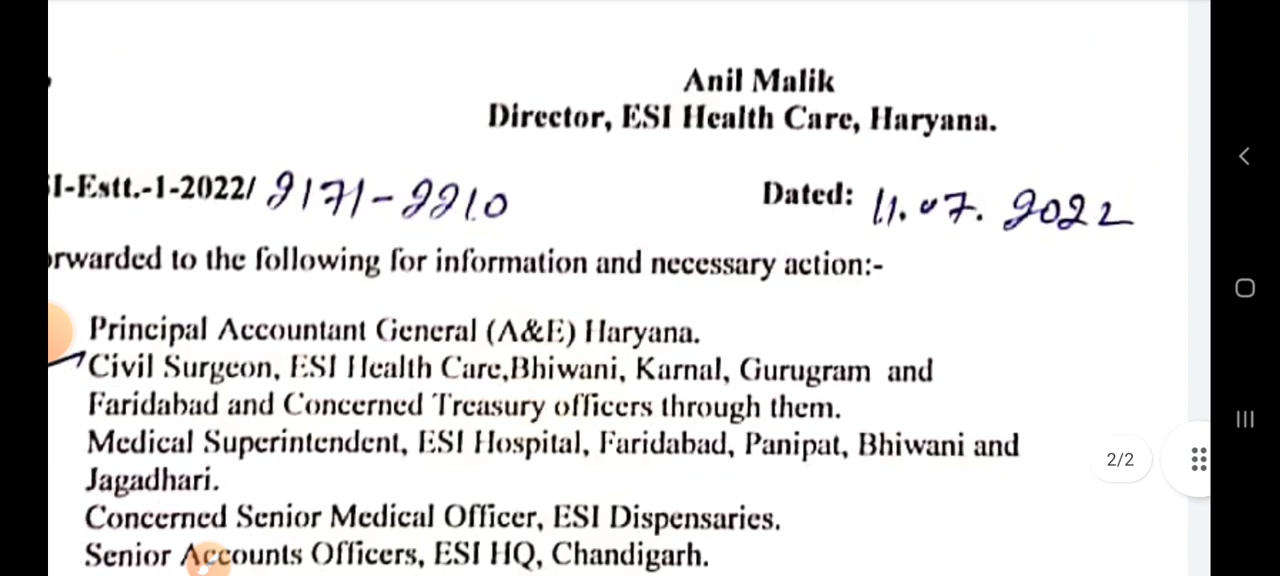 Anil Malik
Director, ESI Health Care, Haryana.
I-Estt.-1-2022/ 2171-2210 Dated: 11.07.2022
rwarded to the following for information and necessary action:-
Principal Accountant General (A&E) Haryana.
Civil Surgeon, ESI Health Care,Bhiwani, Karnal, Gurugram and
Faridabad and Concerned Treasury officers through them.
Medical Superintendent, ESI Hospital, Faridabad, Panipat, Bhiwani and
Jagadhari.
2/2
Concerned Senior Medical Officer, ESI Dispensaries.
Senior Accounts Officers, ESI HQ, Chandigarh.